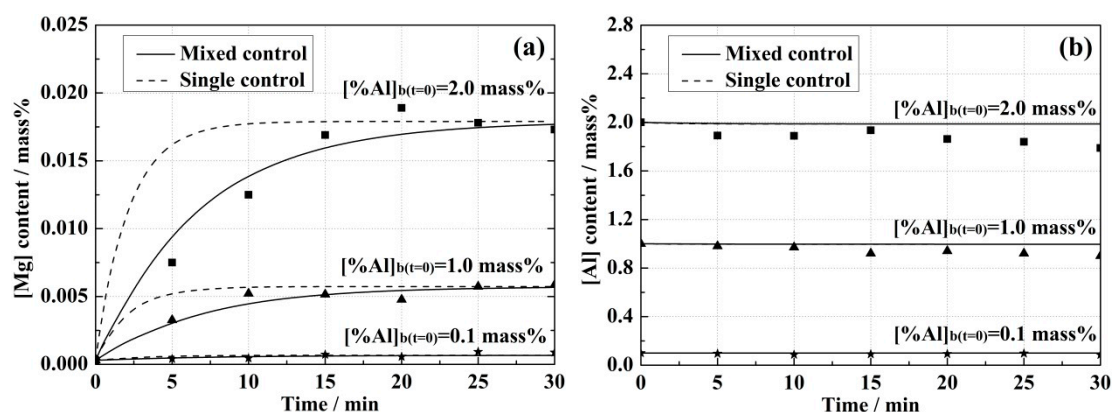 (a)
Mixed control
Single control
[%Al]b(t=0)=2.0 mass%
[%Al]b(t=0)=1.0 mass%
[%Al]b(t=0)=0.1 mass%
[Mg] content / mass%
0.025
0.020
0.015
0.010
0.005
0.000
0 5 10 15 20 25 30
Time / min
(b)
Mixed control
Single control
[%Al]b(t=0)=2.0 mass%
[%Al]b(t=0)=1.0 mass%
[%Al]b(t=0)=0.1 mass%
[Al] content / mass%
2.8
2.4
2.0
1.6
1.2
0.8
0.4
0.0
0 5 10 15 20 25 30
Time / min